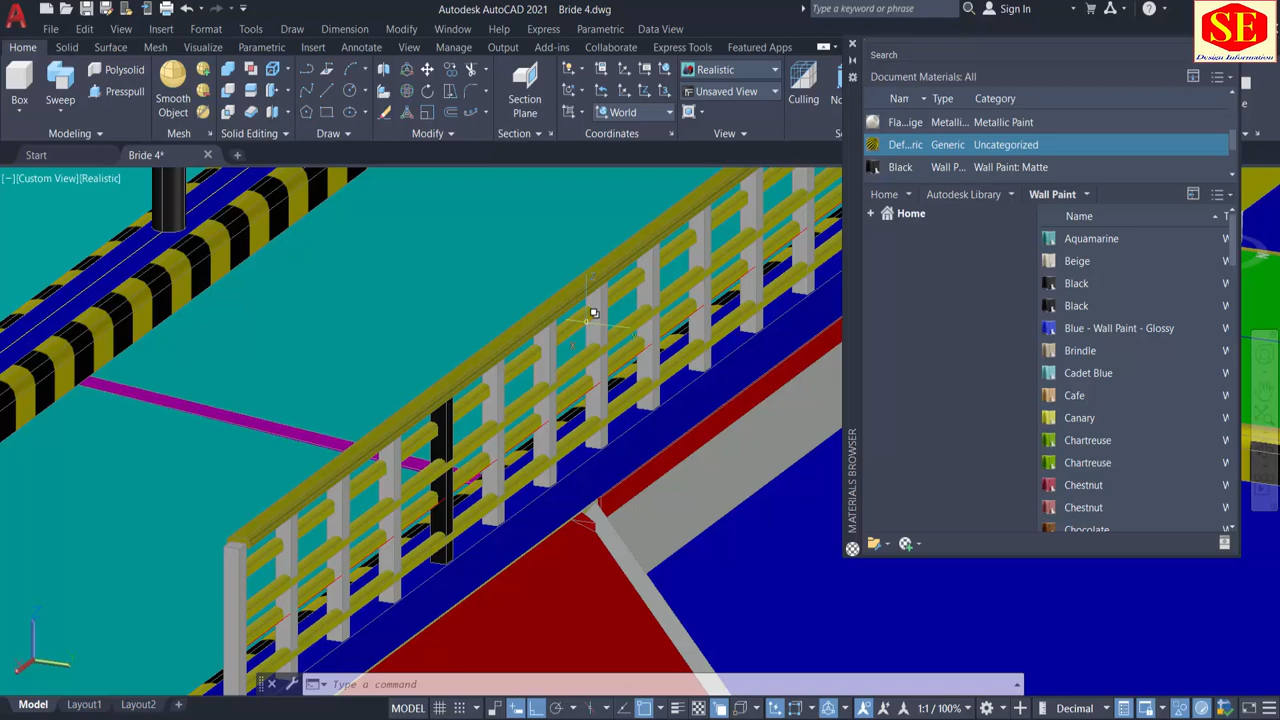 Autodesk AutoCAD 2021 Bride 4.dwg
Type a keyword or phrase
Sign In
SE
Design Information
File Edit View Insert Format Tools Draw Dimension Modify Window Help Express Parametric Data View
Home Solid Surface Mesh Visualize Parametric Insert Annotate View Manage Output Add-ins Collaborate Express Tools Featured Apps
Box
Sweep
Polysolid
Presspull
Smooth
Object
Section
Plane
World
Realistic
Unsaved View
Culling
Modeling
Mesh
Solid Editing
Draw
Modify
Section
Coordinates
View
Start
Bride 4*
[−][Custom View][Realistic]
Search
Document Materials: All
Type
Category
Fla...ige Metalli... Metallic Paint
Def...ric Generic Uncategorized
Black Wall P... Wall Paint: Matte
Home
Autodesk Library
Wall Paint
Home
Name
Aquamarine
Beige
Black
Black
Blue - Wall Paint - Glossy
Brindle
Cadet Blue
Cafe
Canary
Chartreuse
Chartreuse
Chestnut
Chestnut
Chocolate
MATERIALS BROWSER
Type a command
Model Layout1 Layout2
MODEL
1:1 / 100%
Decimal